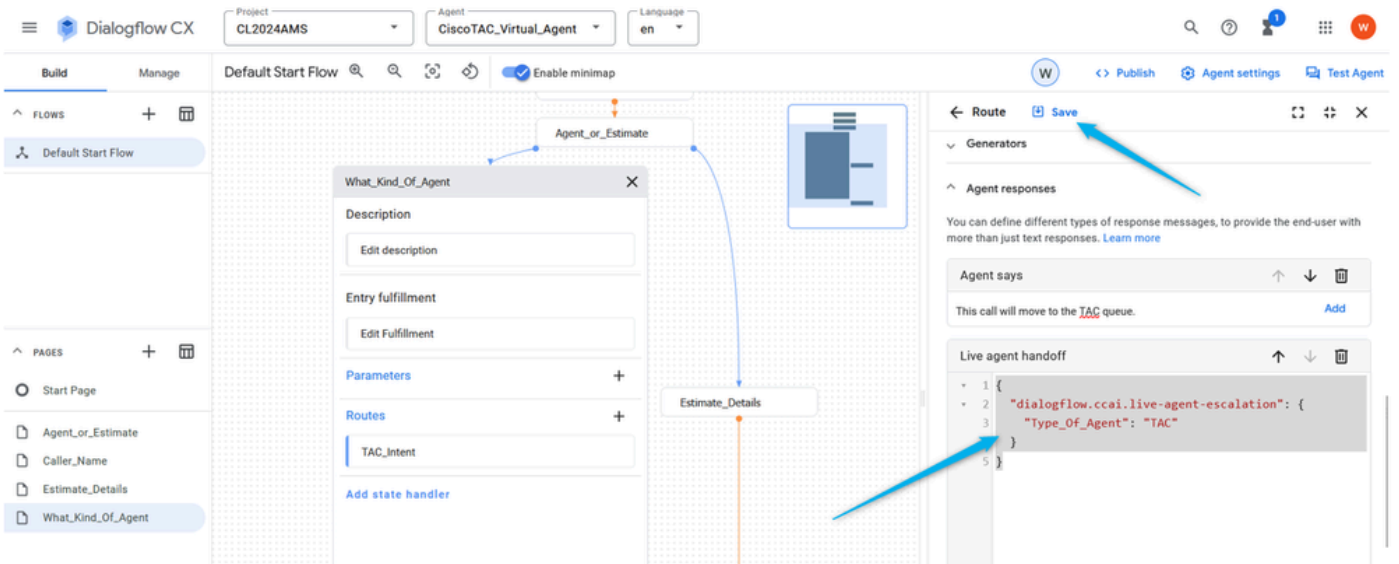 Dialogflow CX
Project
CL2024AMS
Agent
CiscoTAC_Virtual_Agent
Language
en
1
W
Build
Manage
Default Start Flow
Enable minimap
W
Publish
Agent settings
Test Agent
FLOWS
Default Start Flow
PAGES
Start Page
Agent_or_Estimate
Caller_Name
Estimate_Details
What_Kind_Of_Agent
Agent_or_Estimate
What_Kind_Of_Agent
Description
Edit description
Entry fulfillment
Edit Fulfillment
Parameters
Routes
TAC_Intent
Add state handler
Estimate_Details
Route
Save
Generators
Agent responses
You can define different types of response messages, to provide the end-user with
more than just text responses. Learn more
Agent says
This call will move to the TAC queue.
Add
Live agent handoff
1 {
2 "dialogflow.ccai.live-agent-escalation": {
3 "Type_Of_Agent": "TAC"
}
5 }